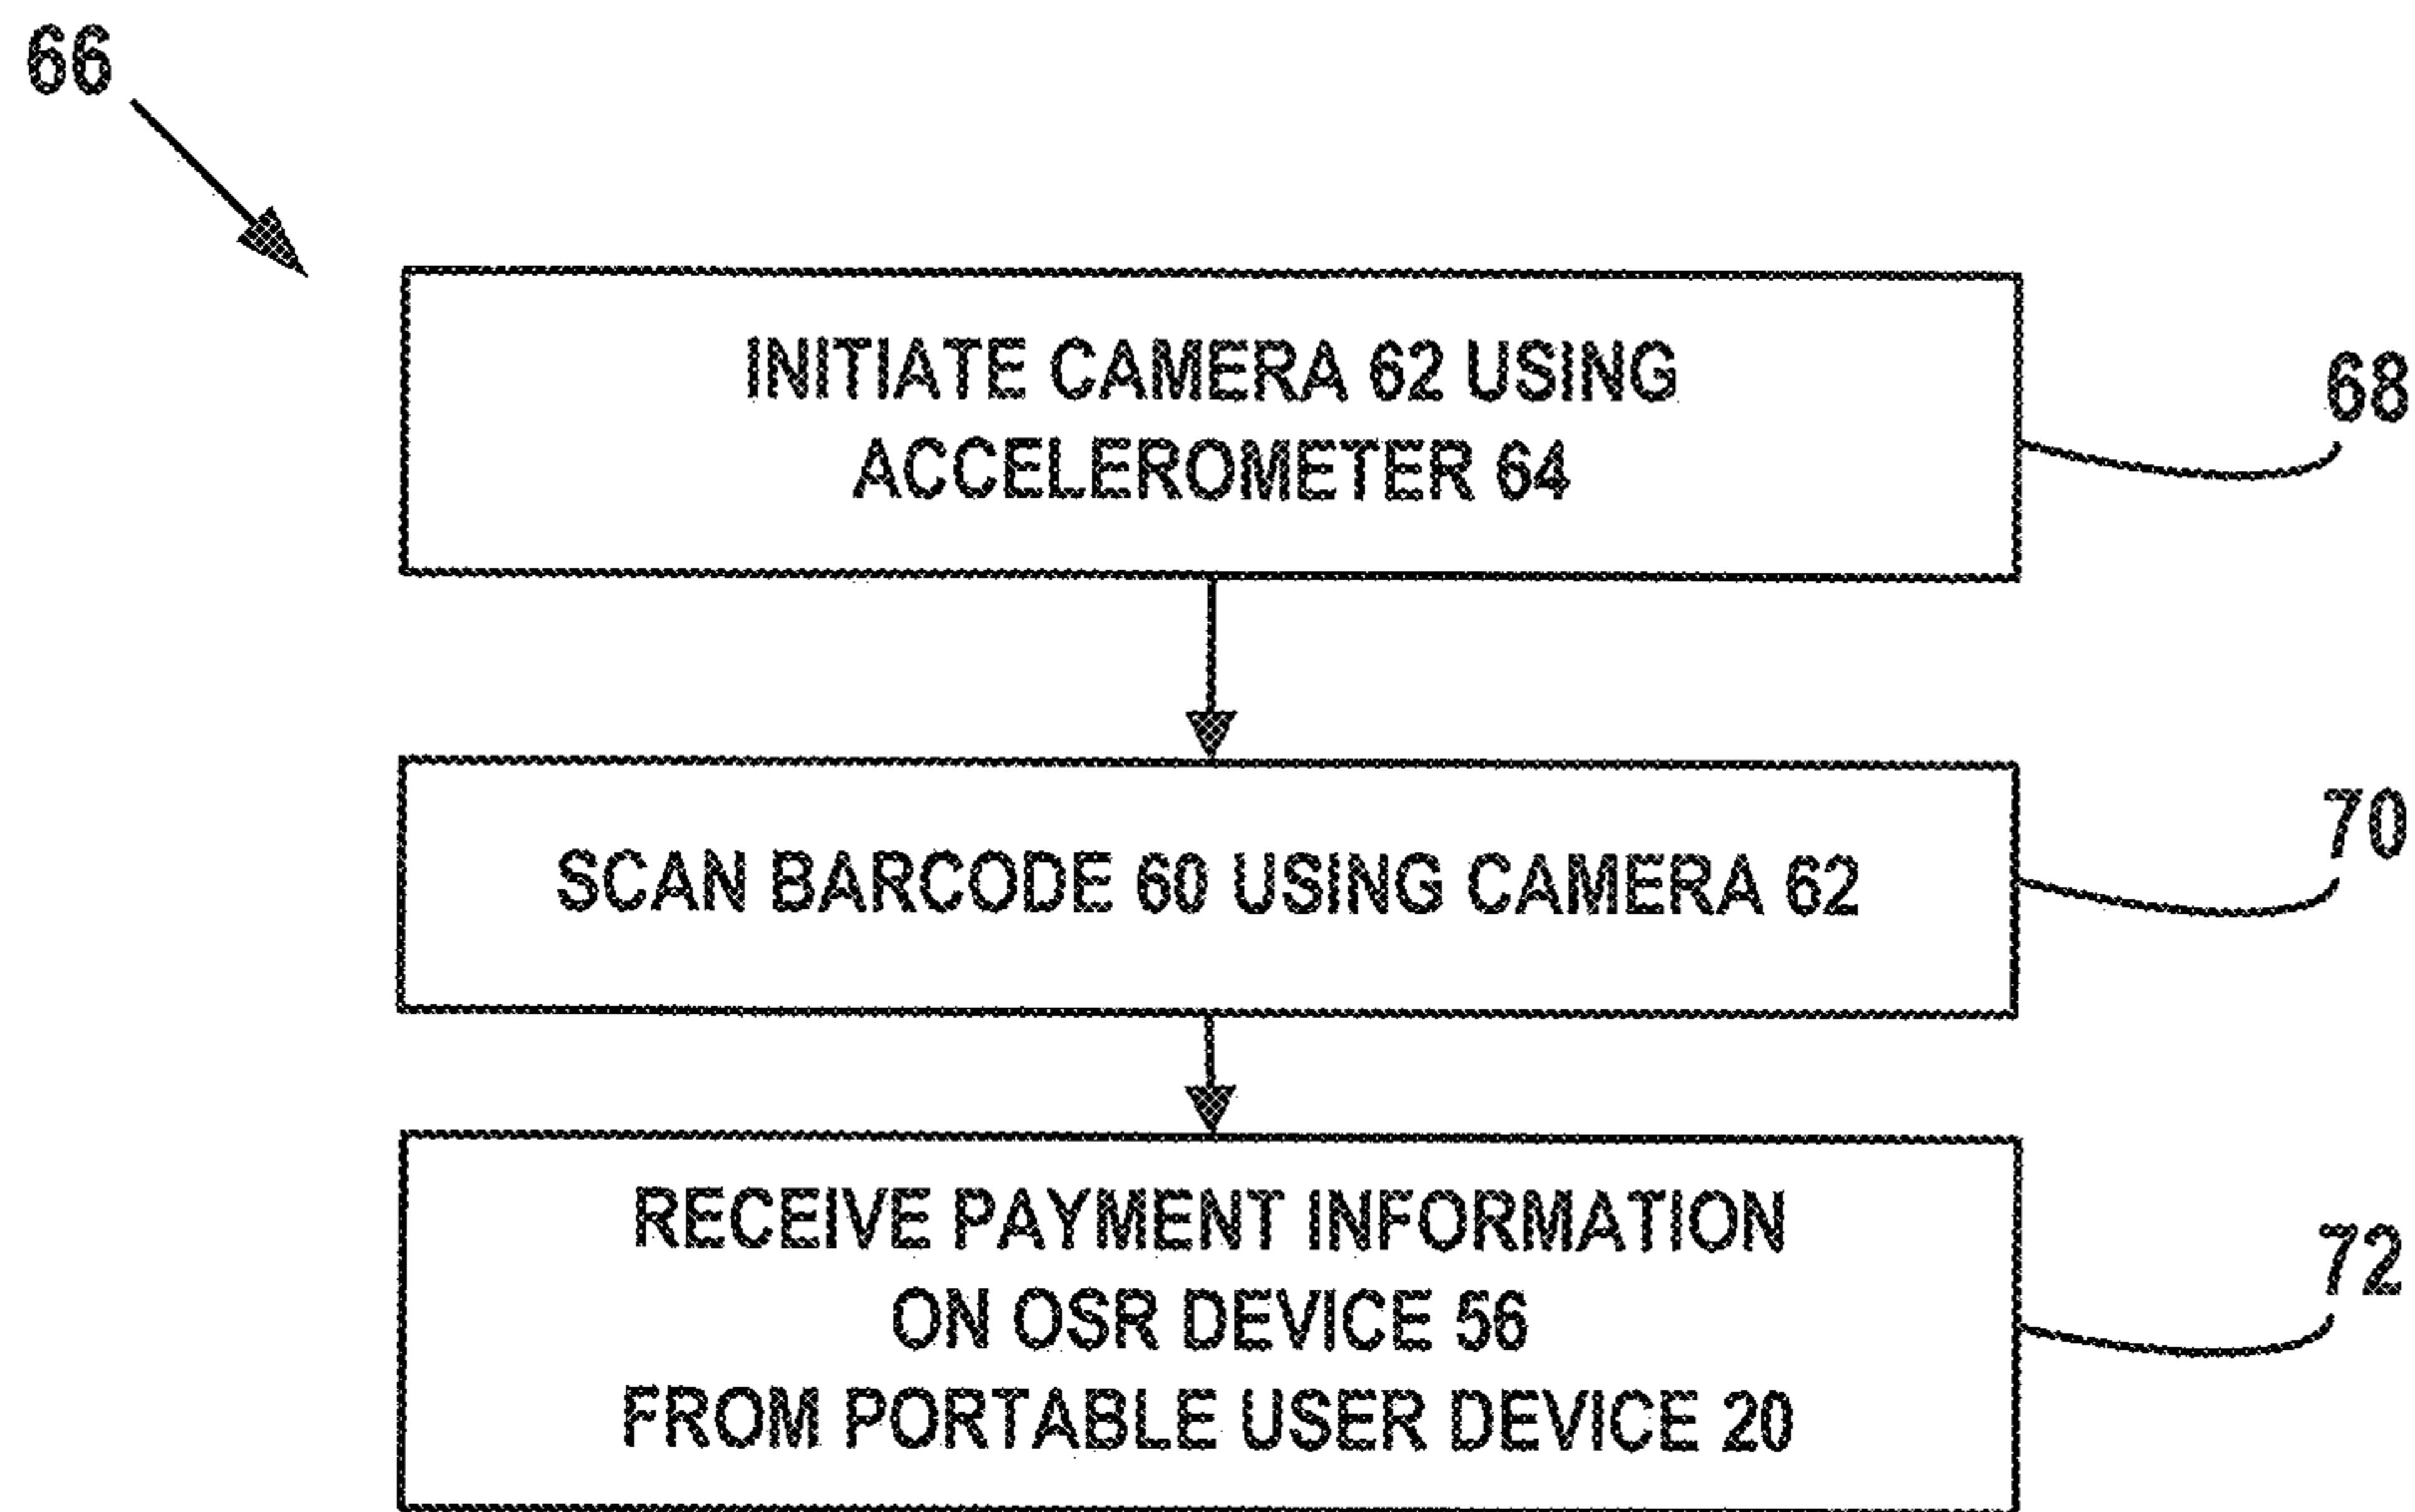 66
INITIATE CAMERA 62 USING
ACCELEROMETER 64
68
SCAN BARCODE 60 USING CAMERA 62
70
RECEIVE PAYMENT INFORMATION
ON OSR DEVICE 56
FROM PORTABLE USER DEVICE 20
72